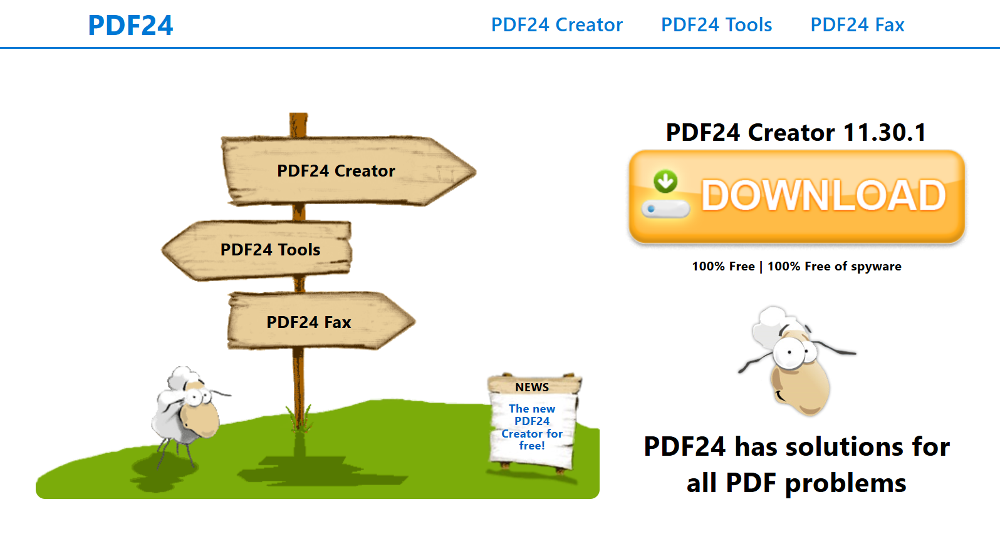 PDF24
PDF24 Creator
PDF24 Tools
PDF24 Fax
PDF24 Creator
PDF24 Tools
PDF24 Fax
NEWS
The new
PDF24
Creator for
free!
PDF24 Creator 11.30.1
DOWNLOAD
100% Free | 100% Free of spyware
PDF24 has solutions for
all PDF problems